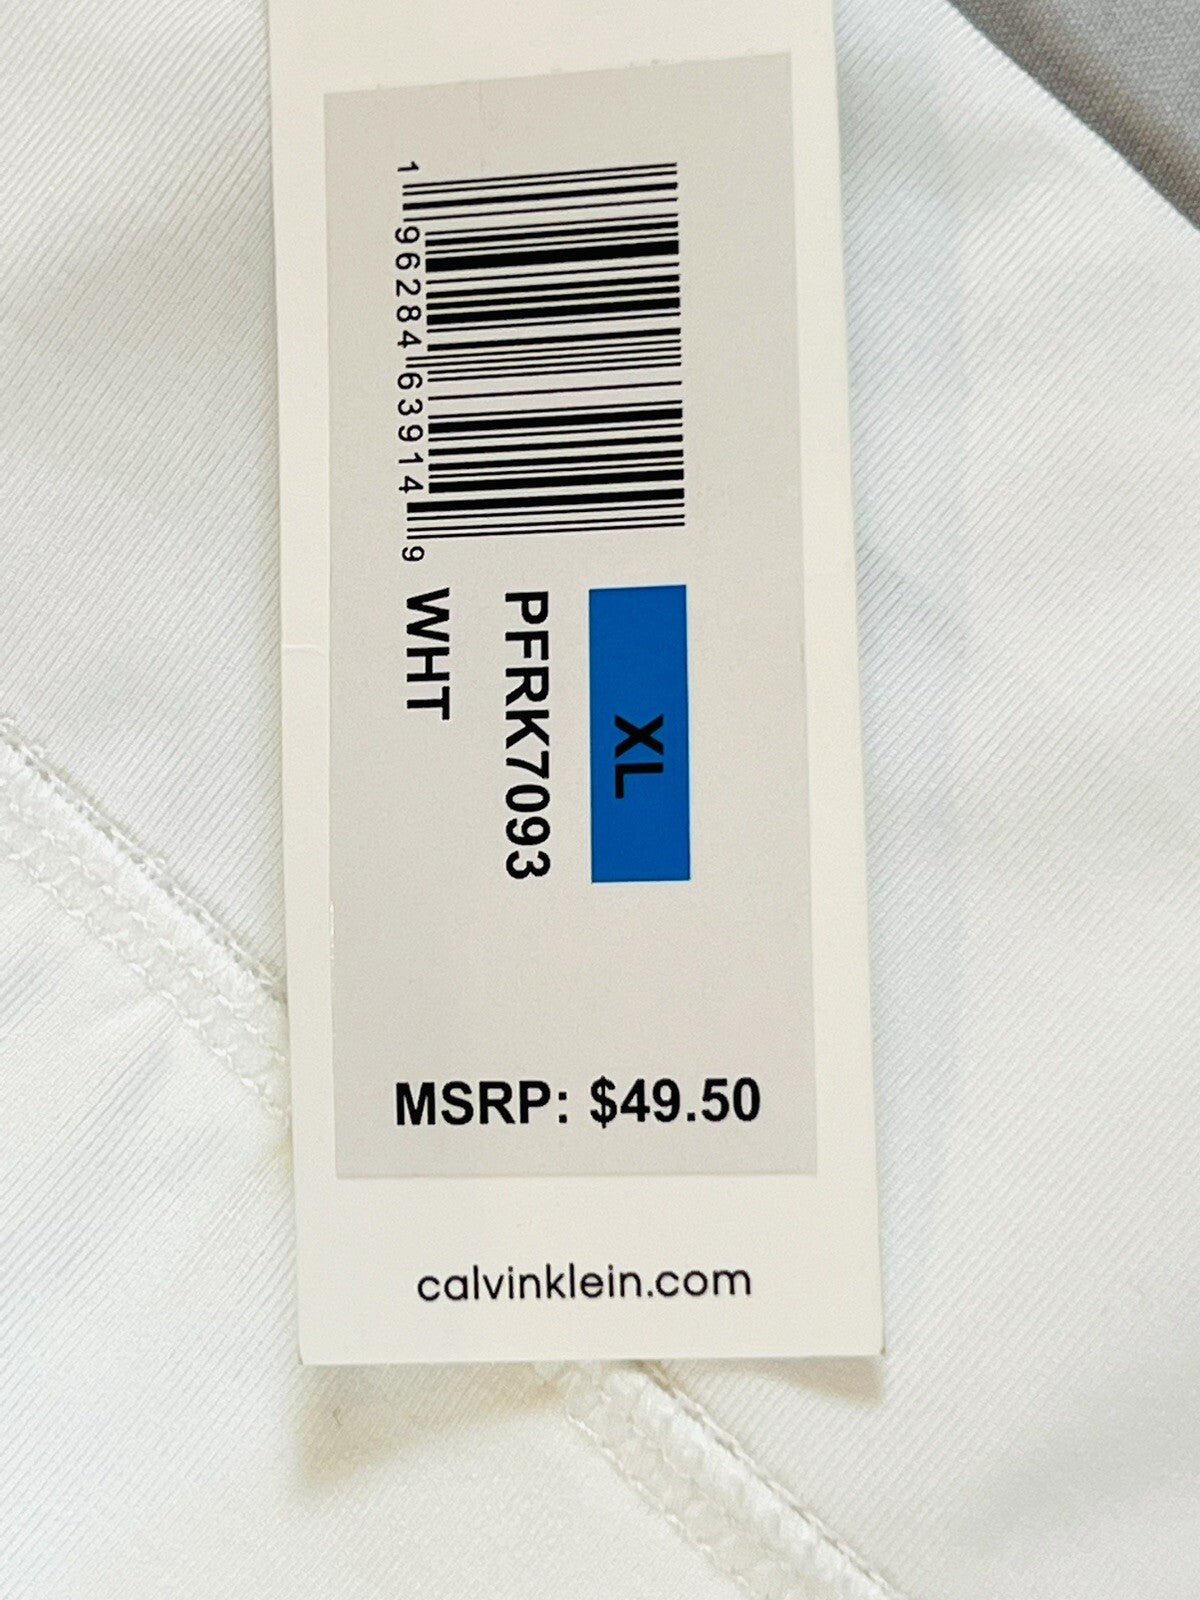 1 96284 63914 9
XL
PFRK7093
WHT
MSRP: $49.50
calvinklein.com